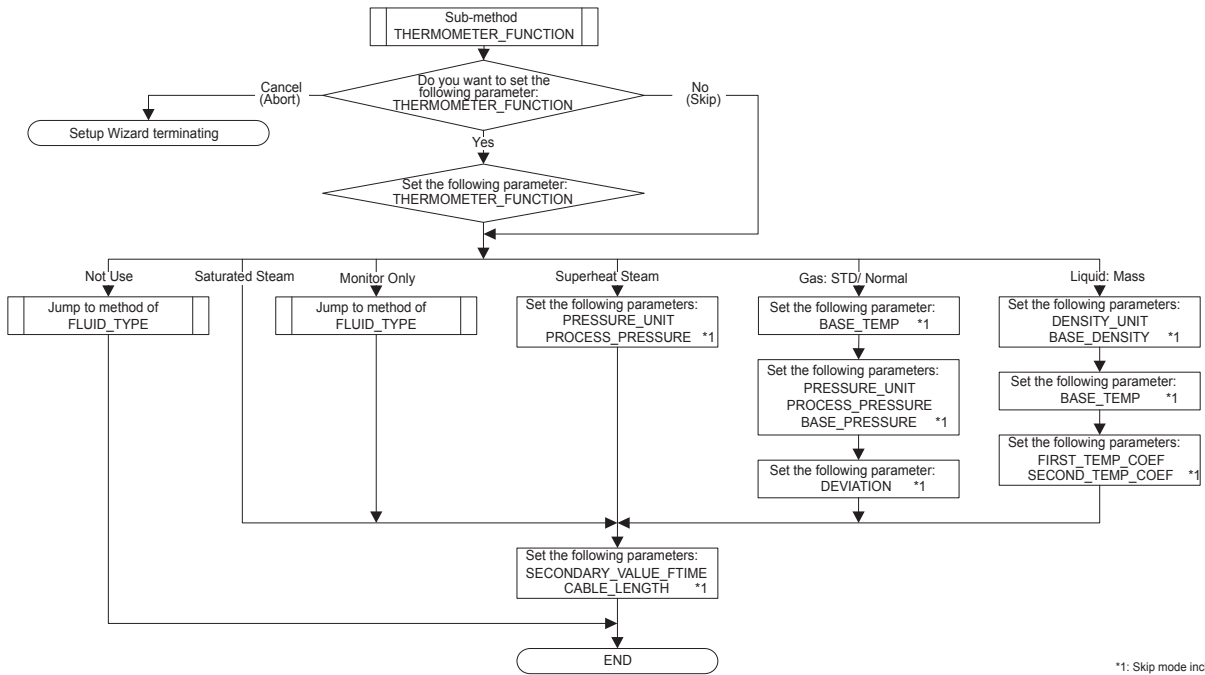 Sub-method
THERMOMETER_FUNCTION
Do you want to set the
following parameter:
THERMOMETER_FUNCTION
Cancel
(Abort)
No
(Skip)
Setup Wizard terminating
Yes
Set the following parameter:
THERMOMETER_FUNCTION
Not Use
Saturated Steam
Monitor Only
Superheat Steam
Gas: STD/ Normal
Liquid: Mass
Jump to method of
FLUID_TYPE
Jump to method of
FLUID_TYPE
Set the following parameters:
PRESSURE_UNIT
PROCESS_PRESSURE *1
Set the following parameter:
BASE_TEMP *1
Set the following parameters:
PRESSURE_UNIT
PROCESS_PRESSURE
BASE_PRESSURE *1
Set the following parameter:
DEVIATION *1
Set the following parameters:
DENSITY_UNIT
BASE_DENSITY *1
Set the following parameter:
BASE_TEMP *1
Set the following parameters:
FIRST_TEMP_COEF
SECOND_TEMP_COEF *1
Set the following parameters:
SECONDARY_VALUE_FTIME
CABLE_LENGTH *1
END
*1: Skip mode inc